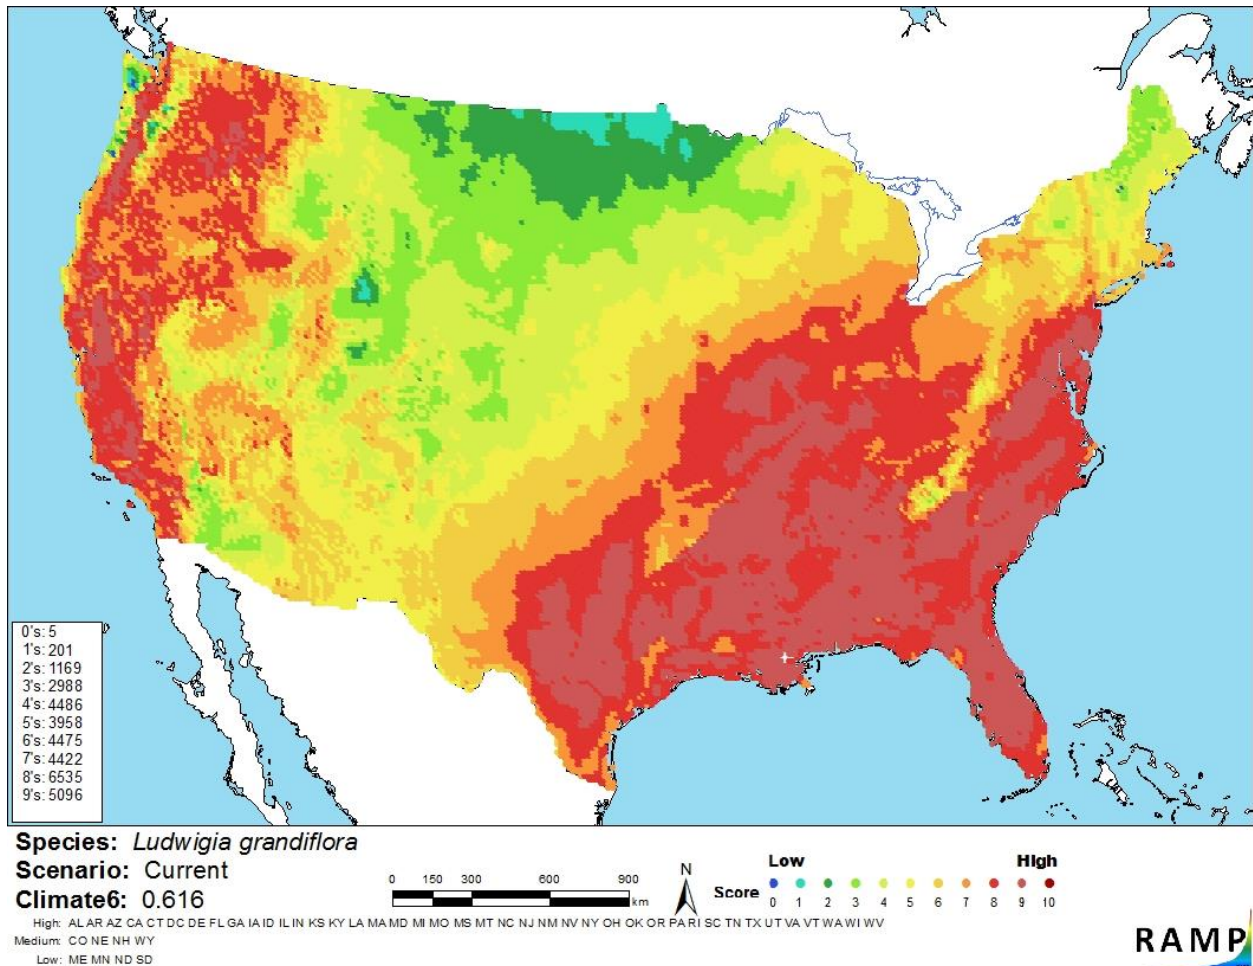 0's: 5
1's: 201
2's: 1169
3's: 2988
4's: 4486
5's: 3958
6's: 4475
7's: 4422
8's: 6535
9's: 5096
Species: Ludwigia grandiflora
Scenario: Current
Climate6: 0.616
0 150 300 600 900
km
N
Low High
Score
0 1 2 3 4 5 6 7 8 9 10
High: AL AR AZ CA CT DC DE FL GA IA ID IL IN KS KY LA MA MD MI MO MS MT NC NJ NM NV NY OH OK OR PA RI SC TN TX UT VA VT WA WI WV
Medium: CO NE NH WY
Low: ME MN ND SD
RAMP